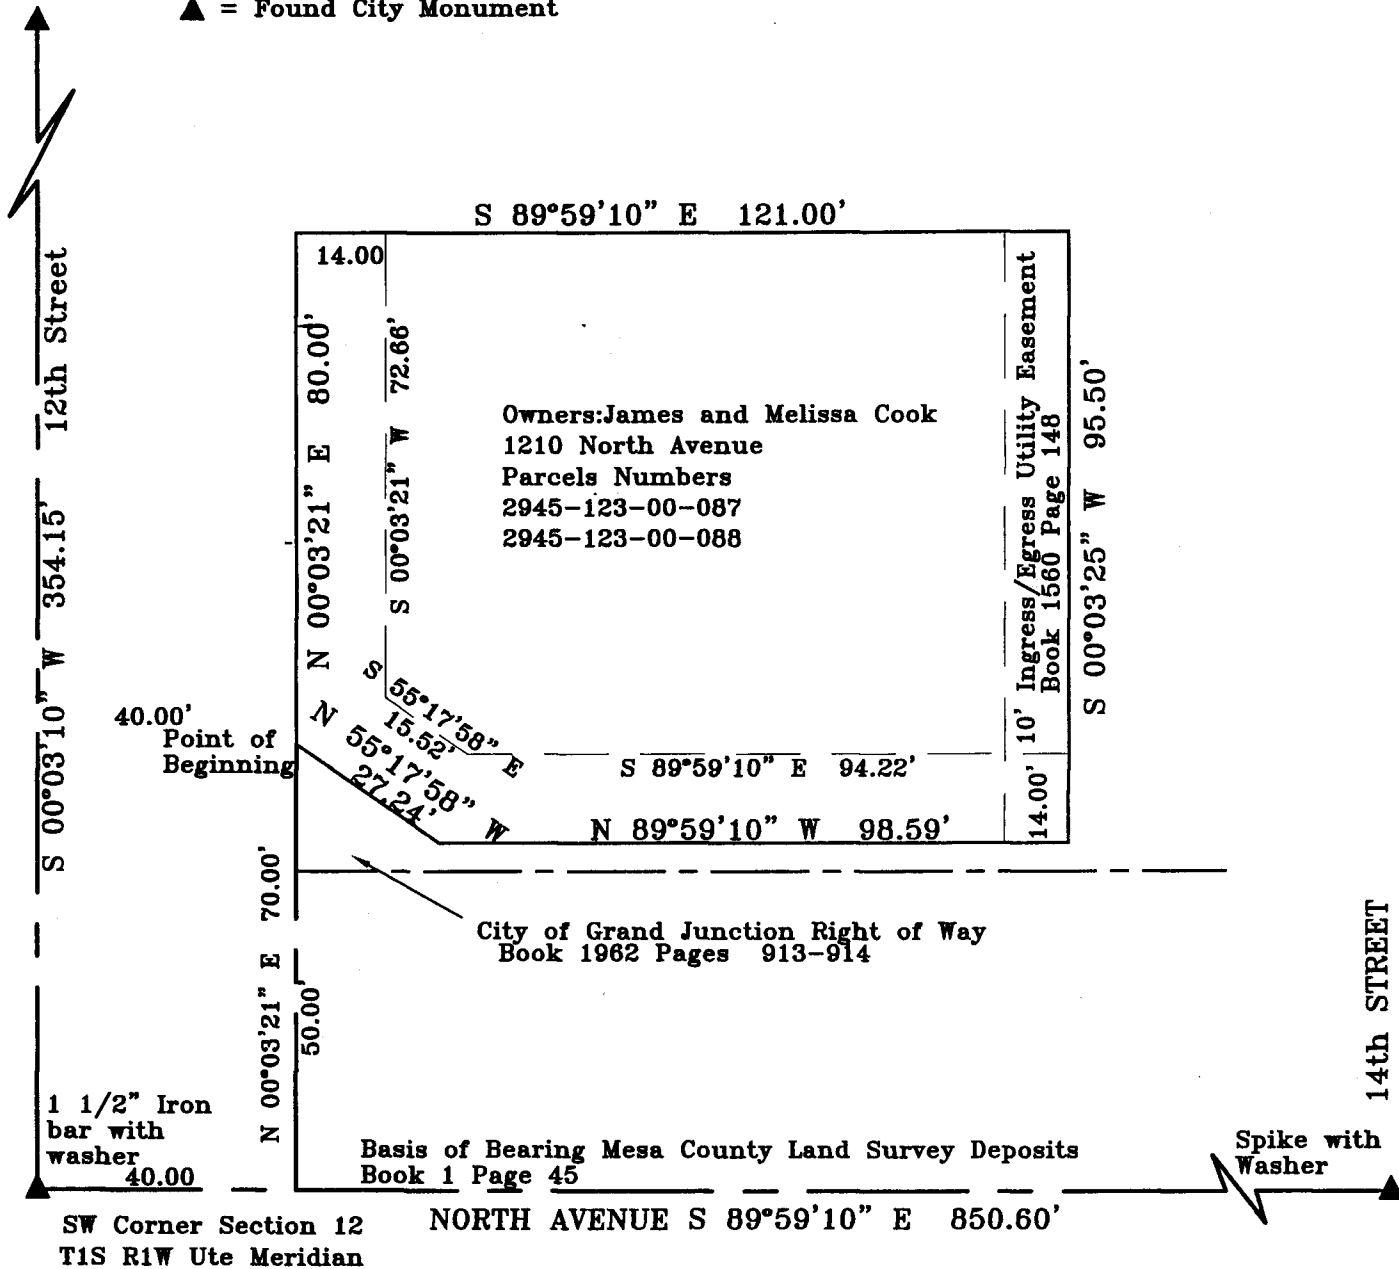 ▲ = Found City Monument
S 89°59'10" E 121.00'
14.00
12th Street
S 00°03'10" W 354.15'
N 00°03'21" E 80.00'
S 00°03'21" W 72.66'
Owners:James and Melissa Cook
1210 North Avenue
Parcels Numbers
2945-123-00-087
2945-123-00-088
10' Ingress/Egress Utility Easement
Book 1560 Page 148
S 00°03'25" W 95.50'
40.00'
Point of
Beginning
S 55°17'58" E
15.52'
N 55°17'58" W
27.24'
S 89°59'10" E 94.22'
14.00'
N 89°59'10" W 98.59'
N 00°03'21" E 70.00'
50.00'
City of Grand Junction Right of Way
Book 1962 Pages 913-914
14th STREET
1 1/2" Iron
bar with
washer
40.00
Basis of Bearing Mesa County Land Survey Deposits
Book 1 Page 45
Spike with
Washer
SW Corner Section 12
T1S R1W Ute Meridian
NORTH AVENUE S 89°59'10" E 850.60'